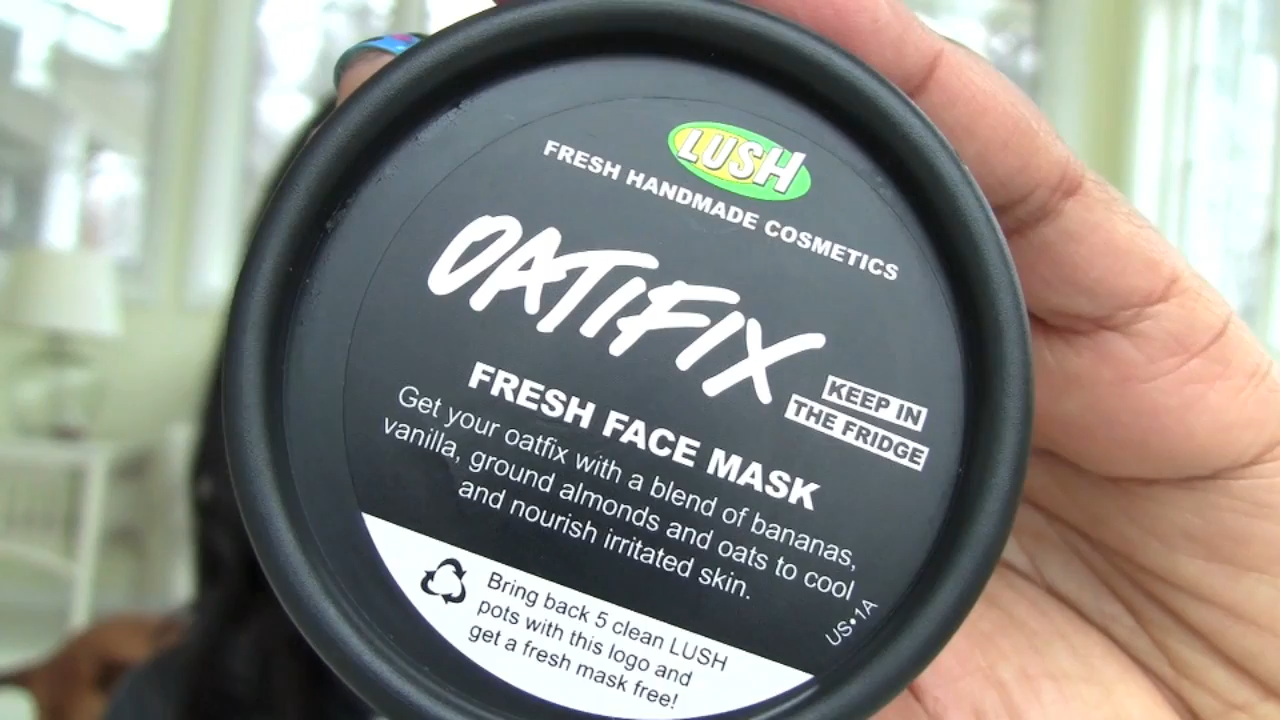 LUSH
FRESH HANDMADE COSMETICS
OATIFIX
KEEP IN
THE FRIDGE
FRESH FACE MASK
Get your oatfix with a blend of bananas,
vanilla, ground almonds and oats to cool
and nourish irritated skin.
US•1A
Bring back 5 clean LUSH
pots with this logo and
get a fresh mask free!